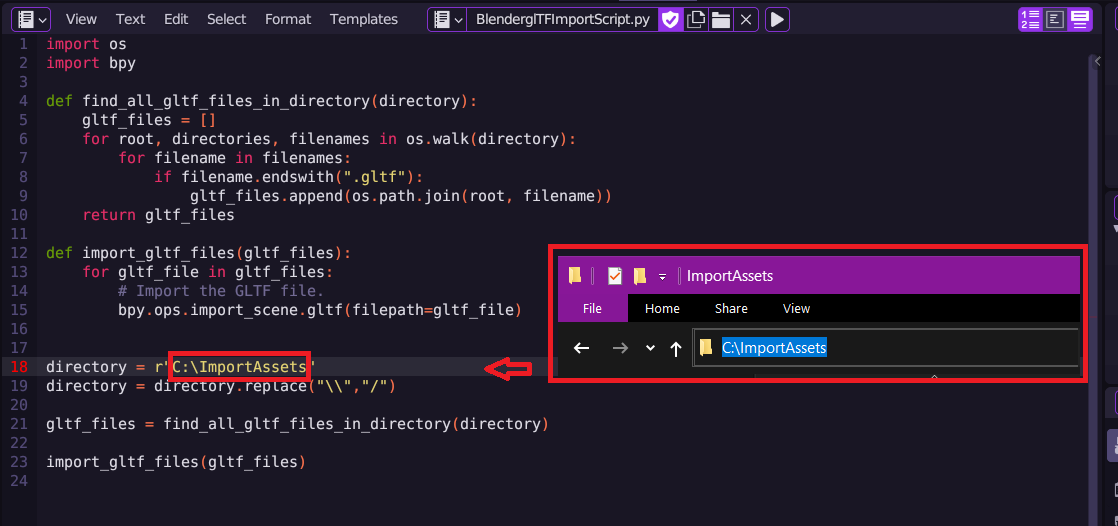 View Text Edit Select Format Templates BlenderglTFImportScript.py
1 import os
2 import bpy
3
4 def find_all_gltf_files_in_directory(directory):
5     gltf_files = []
6     for root, directories, filenames in os.walk(directory):
7         for filename in filenames:
8             if filename.endswith(".gltf"):
9                 gltf_files.append(os.path.join(root, filename))
10     return gltf_files
11
12 def import_gltf_files(gltf_files):
13     for gltf_file in gltf_files:
14         # Import the GLTF file.
15         bpy.ops.import_scene.gltf(filepath=gltf_file)
16
17
18 directory = r'C:\ImportAssets'
19 directory = directory.replace("\\","/")
20
21 gltf_files = find_all_gltf_files_in_directory(directory)
22
23 import_gltf_files(gltf_files)
24
ImportAssets
File Home Share View
C:\ImportAssets